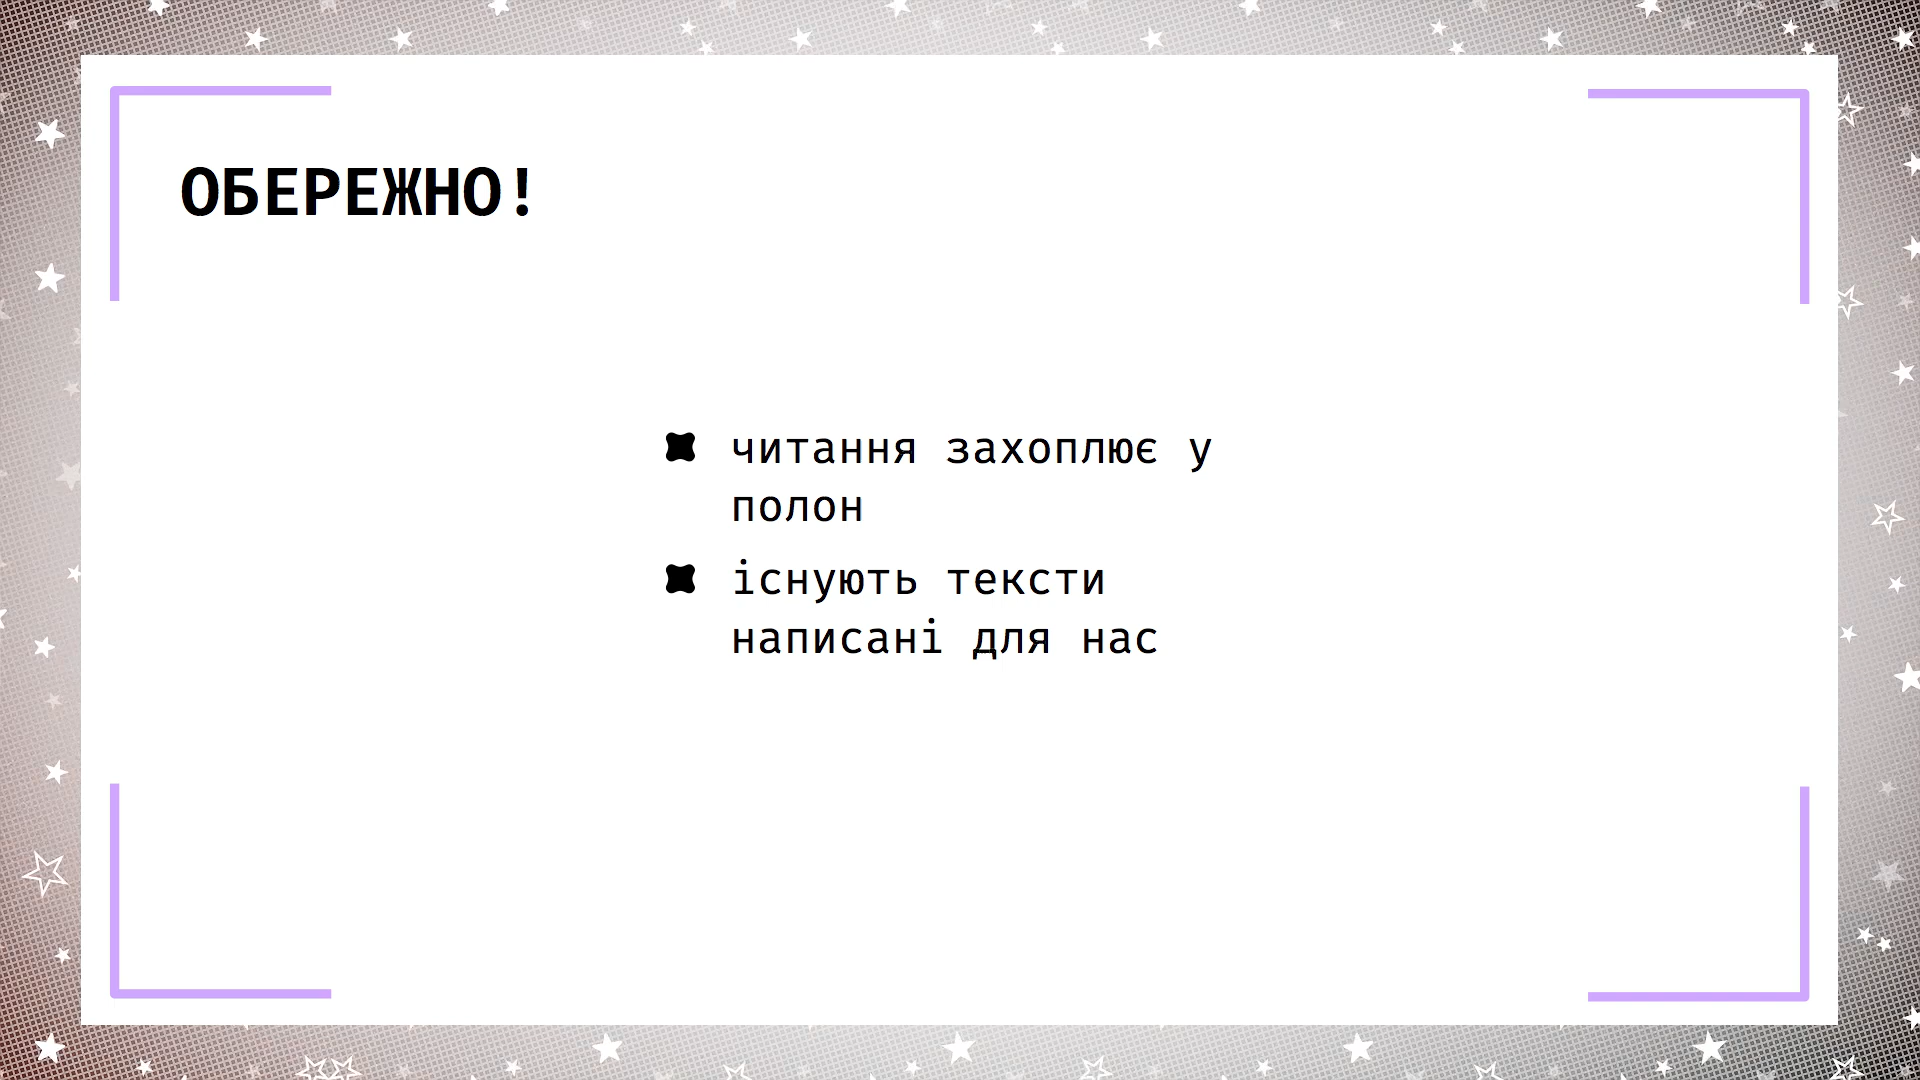 ОБЕРЕЖНО!
читання захоплює у
полон
існують тексти
написані для нас